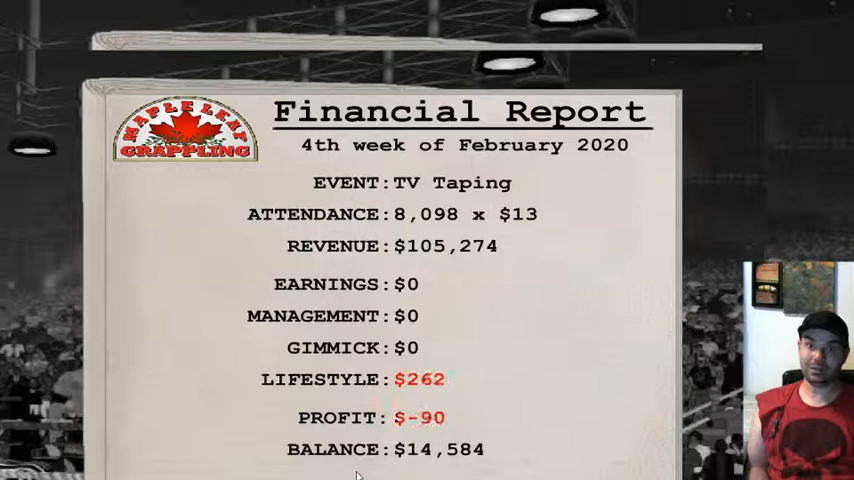 MAPLE LEAF
GRAPPLING
Financial Report
4th week of February 2020
EVENT: TV Taping
ATTENDANCE: 8,098 x $13
REVENUE: $105,274
EARNINGS: $0
MANAGEMENT: $0
GIMMICK: $0
LIFESTYLE: $262
PROFIT: $-90
BALANCE: $14,584